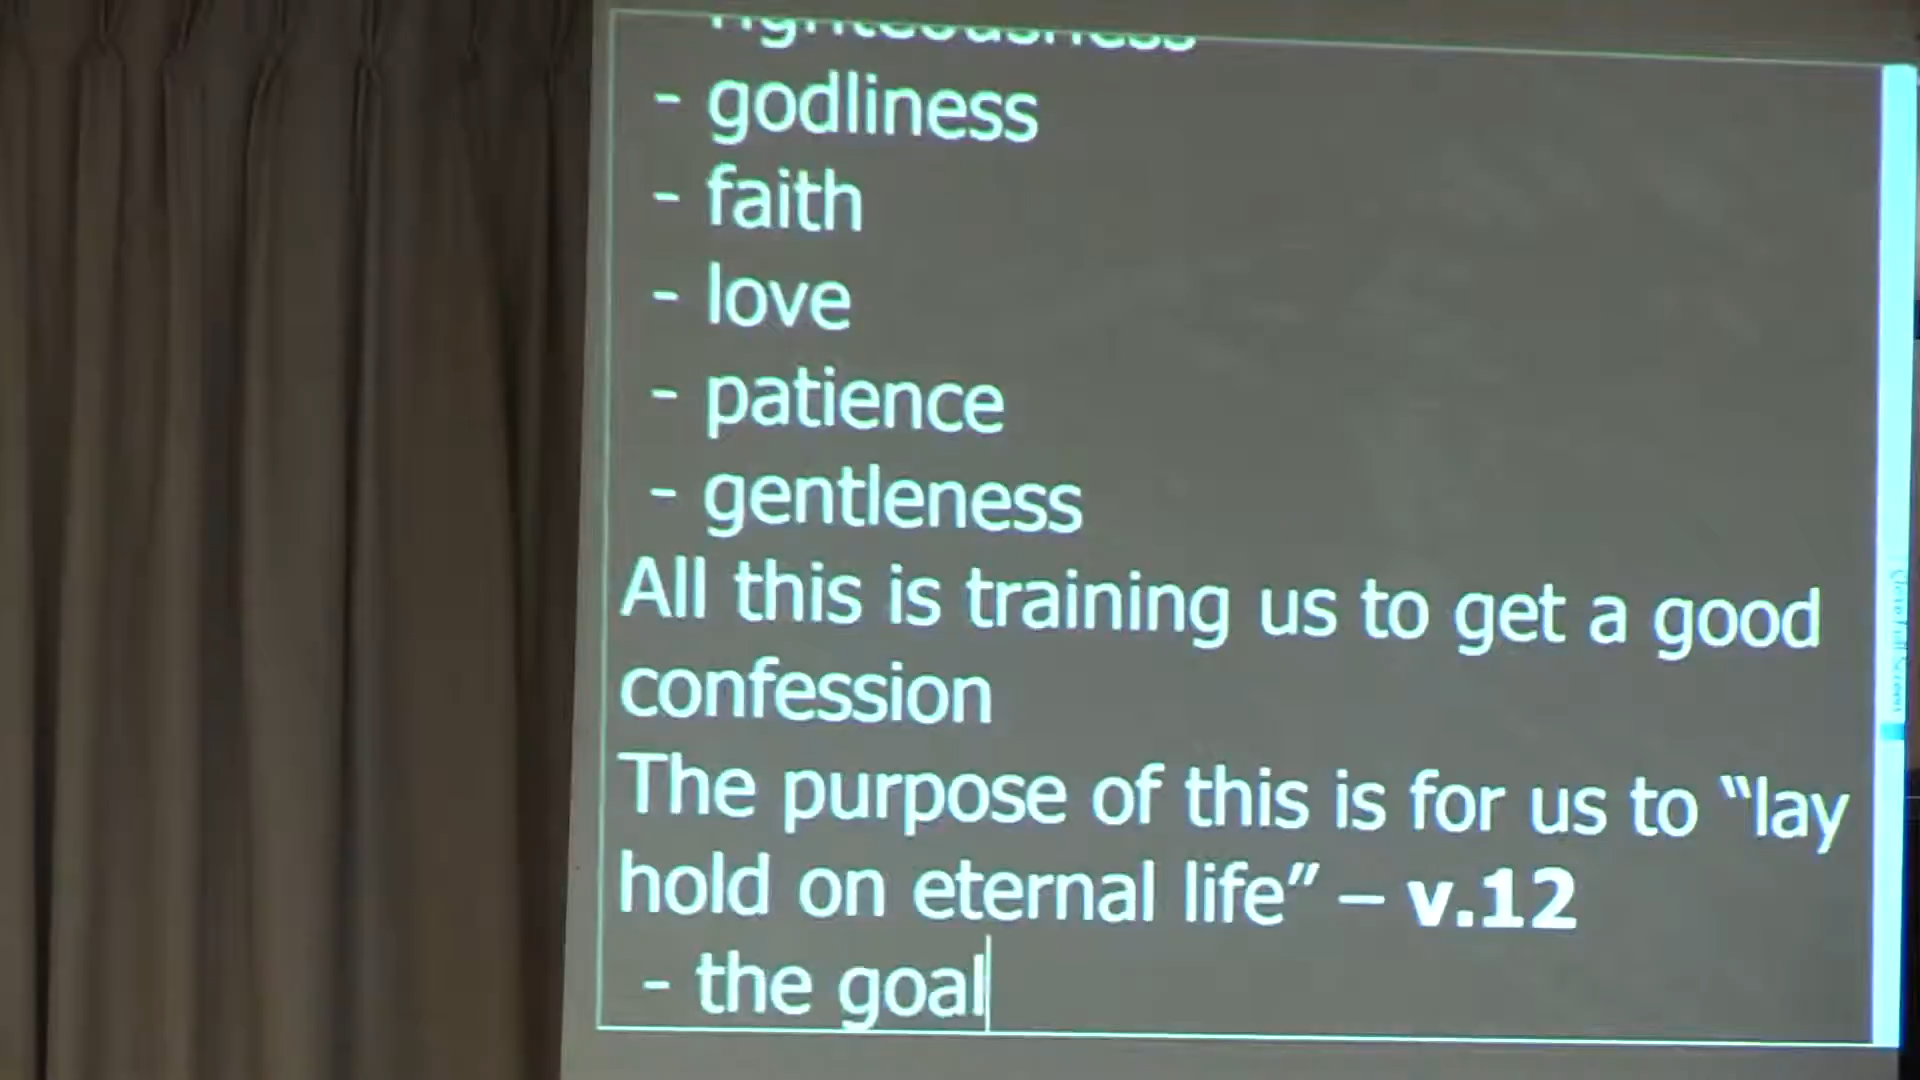 righteousness
- godliness
- faith
- love
- patience
- gentleness
All this is training us to get a good
confession
The purpose of this is for us to “lay
hold on eternal life” – v.12
- the goal